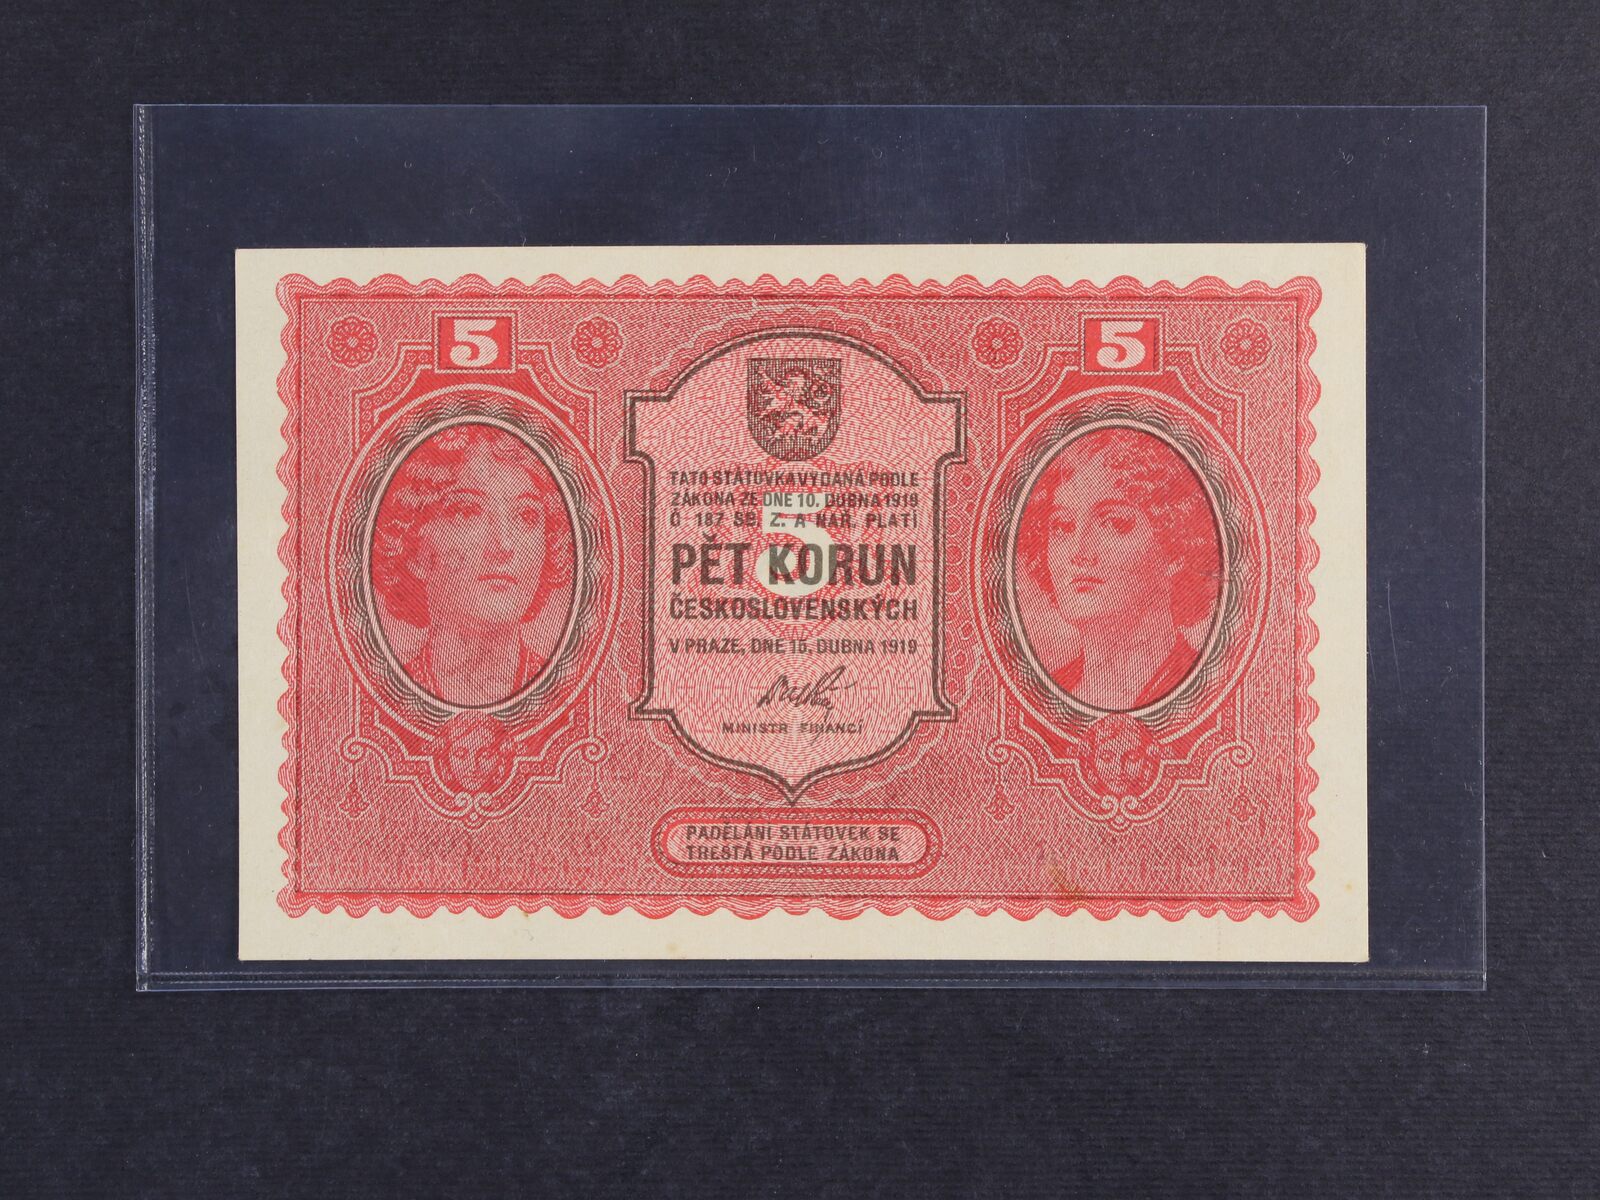 5 5
TATO STÁTOVKA VYDANÁ PODLE
ZÁKONA ZE DNE 10. DUBNA 1919
Č 187 SB. Z. A NAŘ. PLATÍ
5
PĚT KORUN
ČESKOSLOVENSKÝCH
V PRAZE, DNE 15. DUBNA 1919
MINISTR FINANCÍ
PADĚLÁNÍ STÁTOVEK SE
TRESTÁ PODLE ZÁKONA